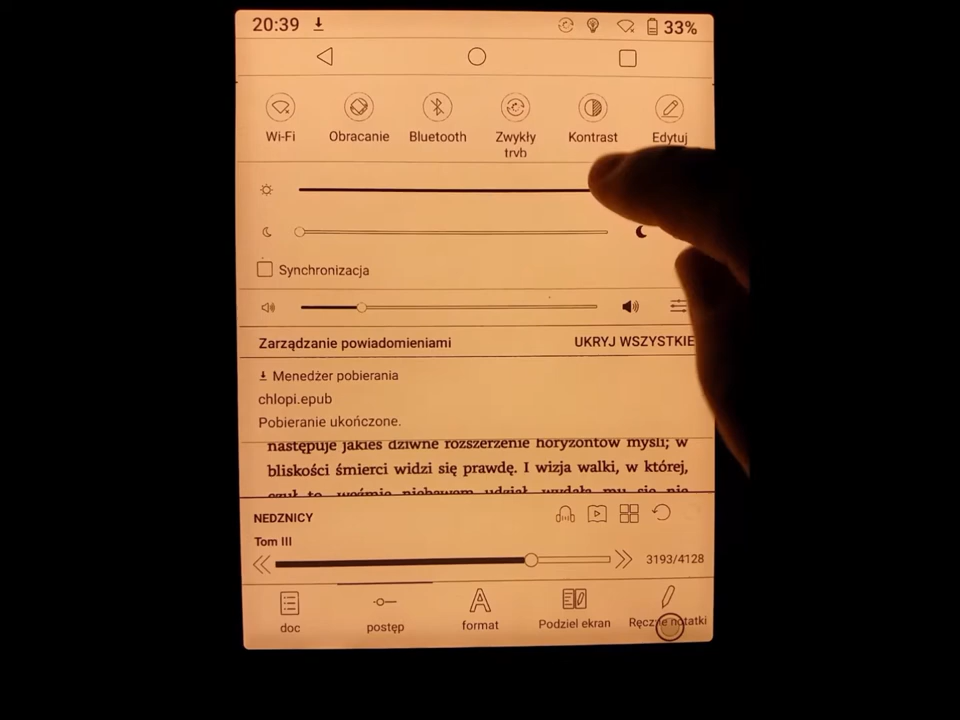 20:39 33%
Wi-Fi Obracanie Bluetooth Zwykły Kontrast Edytuj
tryb
Synchronizacja
Zarządzanie powiadomieniami UKRYJ WSZYSTKIE
Menedżer pobierania
chlopi.epub
Pobieranie ukończone.
następuje jakieś dziwne rozszerzenie horyzontów myśli; w
bliskości śmierci widzi się prawdę. I wizja walki, w której,
NEDZNICY
Tom III
3193/4128
doc postęp format Podziel ekran Ręczne notatki